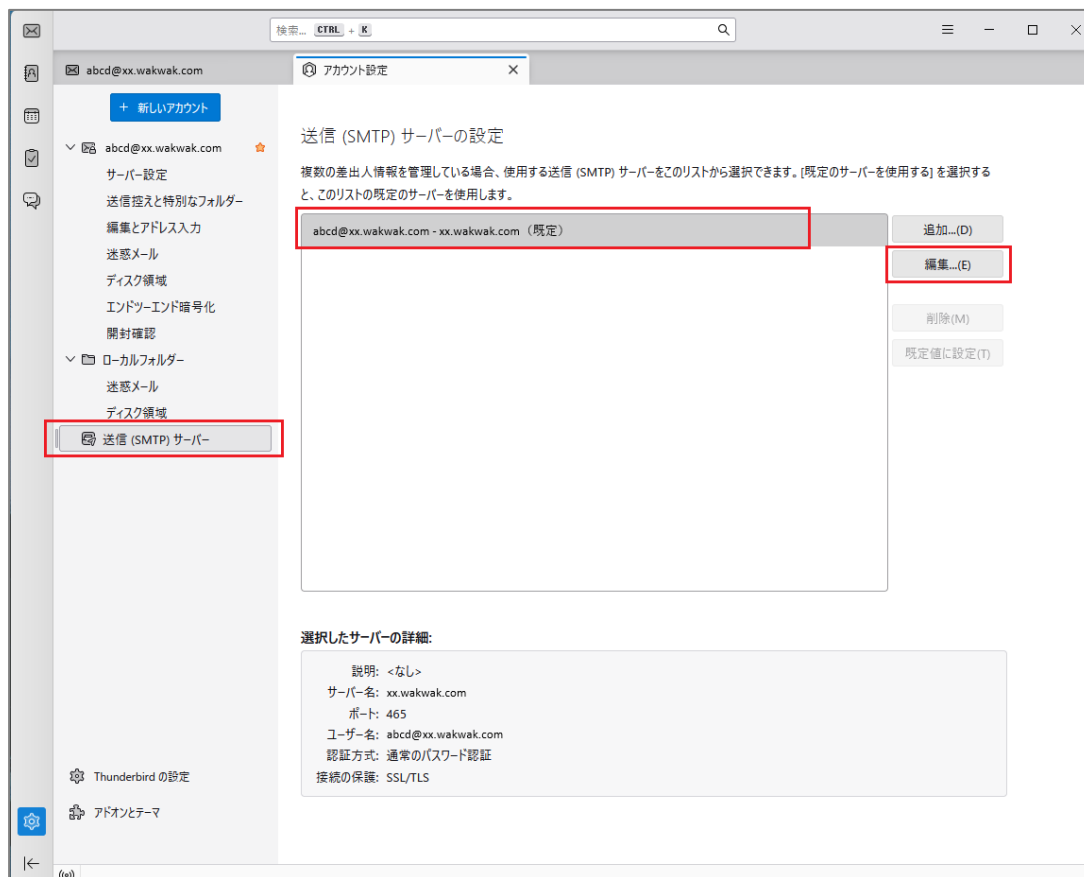 検索... CTRL + K
abcd@xx.wakwak.com
アカウント設定
+ 新しいアカウント
abcd@xx.wakwak.com
サーバー設定
送信控えと特別なフォルダー
編集とアドレス入力
迷惑メール
ディスク領域
エンドツーエンド暗号化
開封確認
ローカルフォルダー
迷惑メール
ディスク領域
送信 (SMTP) サーバー
Thunderbird の設定
アドオンとテーマ
送信 (SMTP) サーバーの設定
複数の差出人情報を管理している場合、使用する送信 (SMTP) サーバーをこのリストから選択できます。[既定のサーバーを使用する] を選択する
と、このリストの既定のサーバーを使用します。
abcd@xx.wakwak.com - xx.wakwak.com（既定）
追加...(D)
編集...(E)
削除(M)
既定値に設定(T)
選択したサーバーの詳細:
説明: <なし>
サーバー名: xx.wakwak.com
ポート: 465
ユーザー名: abcd@xx.wakwak.com
認証方式: 通常のパスワード認証
接続の保護: SSL/TLS